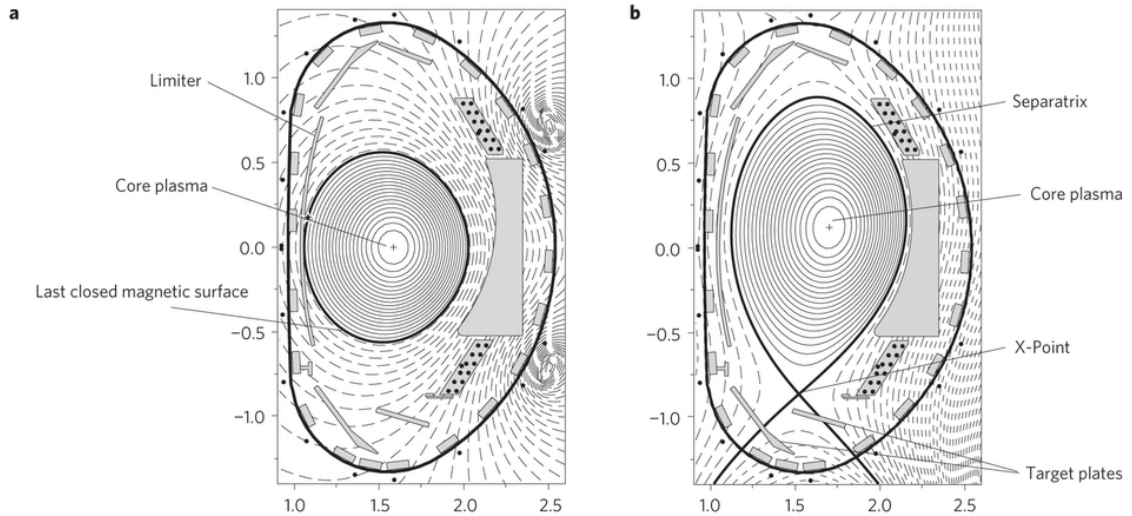 a
1.0
0.5
0.0
−0.5
−1.0
1.0
1.5
2.0
2.5
Limiter
Core plasma
Last closed magnetic surface
b
1.0
0.5
0.0
−0.5
−1.0
1.0
1.5
2.0
2.5
Separatrix
Core plasma
X-Point
Target plates